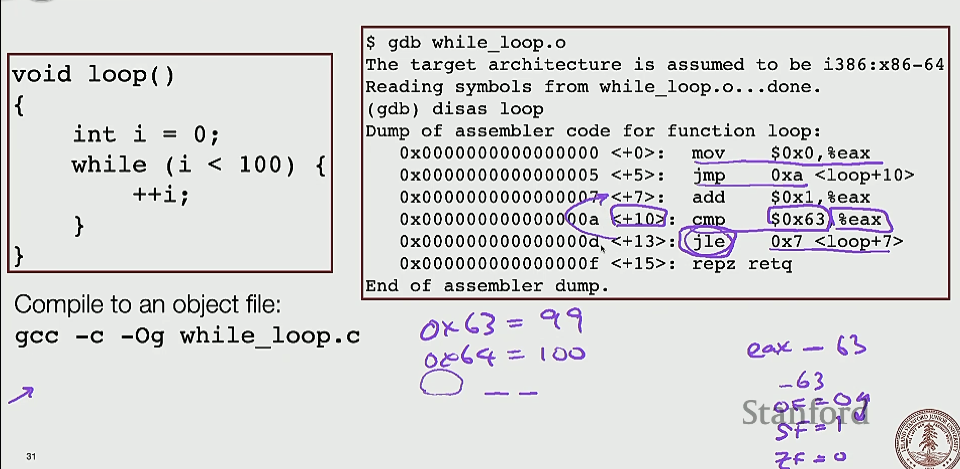 void loop()
{
int i = 0;
while (i < 100) {
++i;
}
}
Compile to an object file:
gcc -c -Og while_loop.c
$ gdb while_loop.o
The target architecture is assumed to be i386:x86-64
Reading symbols from while_loop.o...done.
(gdb) disas loop
Dump of assembler code for function loop:
0x0000000000000000 <+0>: mov $0x0,%eax
0x0000000000000005 <+5>: jmp 0xa <loop+10>
0x0000000000000007 <+7>: add $0x1,%eax
0x000000000000000a <+10>: cmp $0x63,%eax
0x000000000000000d <+13>: jle 0x7 <loop+7>
0x000000000000000f <+15>: repz retq
End of assembler dump.
0x63 = 99
0x64 = 100
eax - 63
-63
OF = 0
SF = 1
ZF = 0
Stanford
31